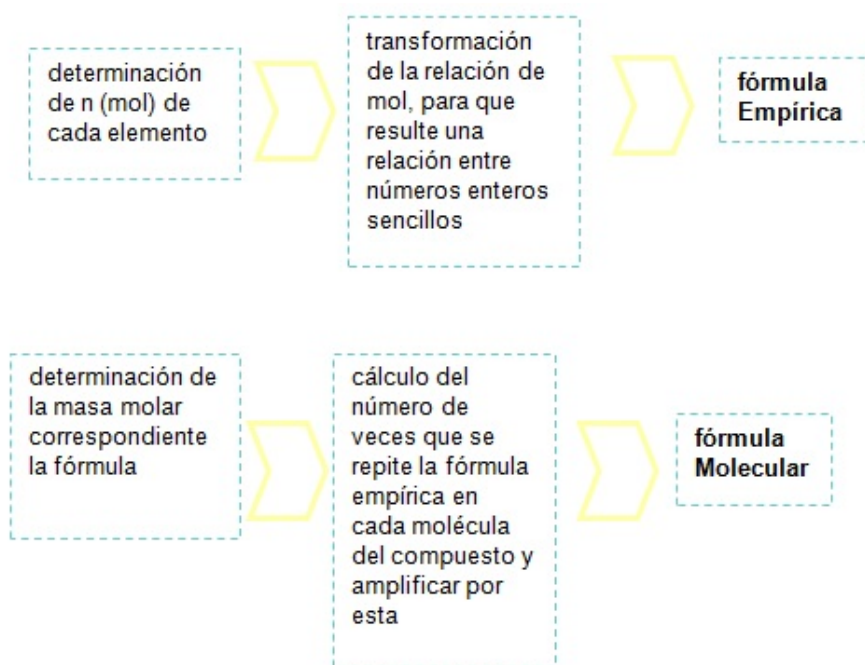 determinación
de n (mol) de
cada elemento
transformación
de la relación de
mol, para que
resulte una
relación entre
números enteros
sencillos
fórmula
Empírica
determinación de
la masa molar
correspondiente
la fórmula
cálculo del
número de
veces que se
repite la fórmula
empírica en
cada molécula
del compuesto y
amplificar por
esta
fórmula
Molecular